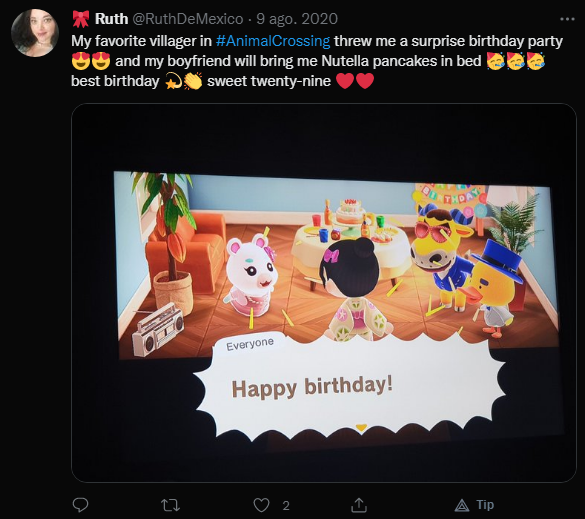 Ruth @RuthDeMexico · 9 ago. 2020
My favorite villager in #AnimalCrossing threw me a surprise birthday party
😍😍 and my boyfriend will bring me Nutella pancakes in bed 🥳🥳🥳
best birthday 💫👏 sweet twenty-nine ❤️❤️
BIRTHDAY
Everyone
Happy birthday!
2
Tip